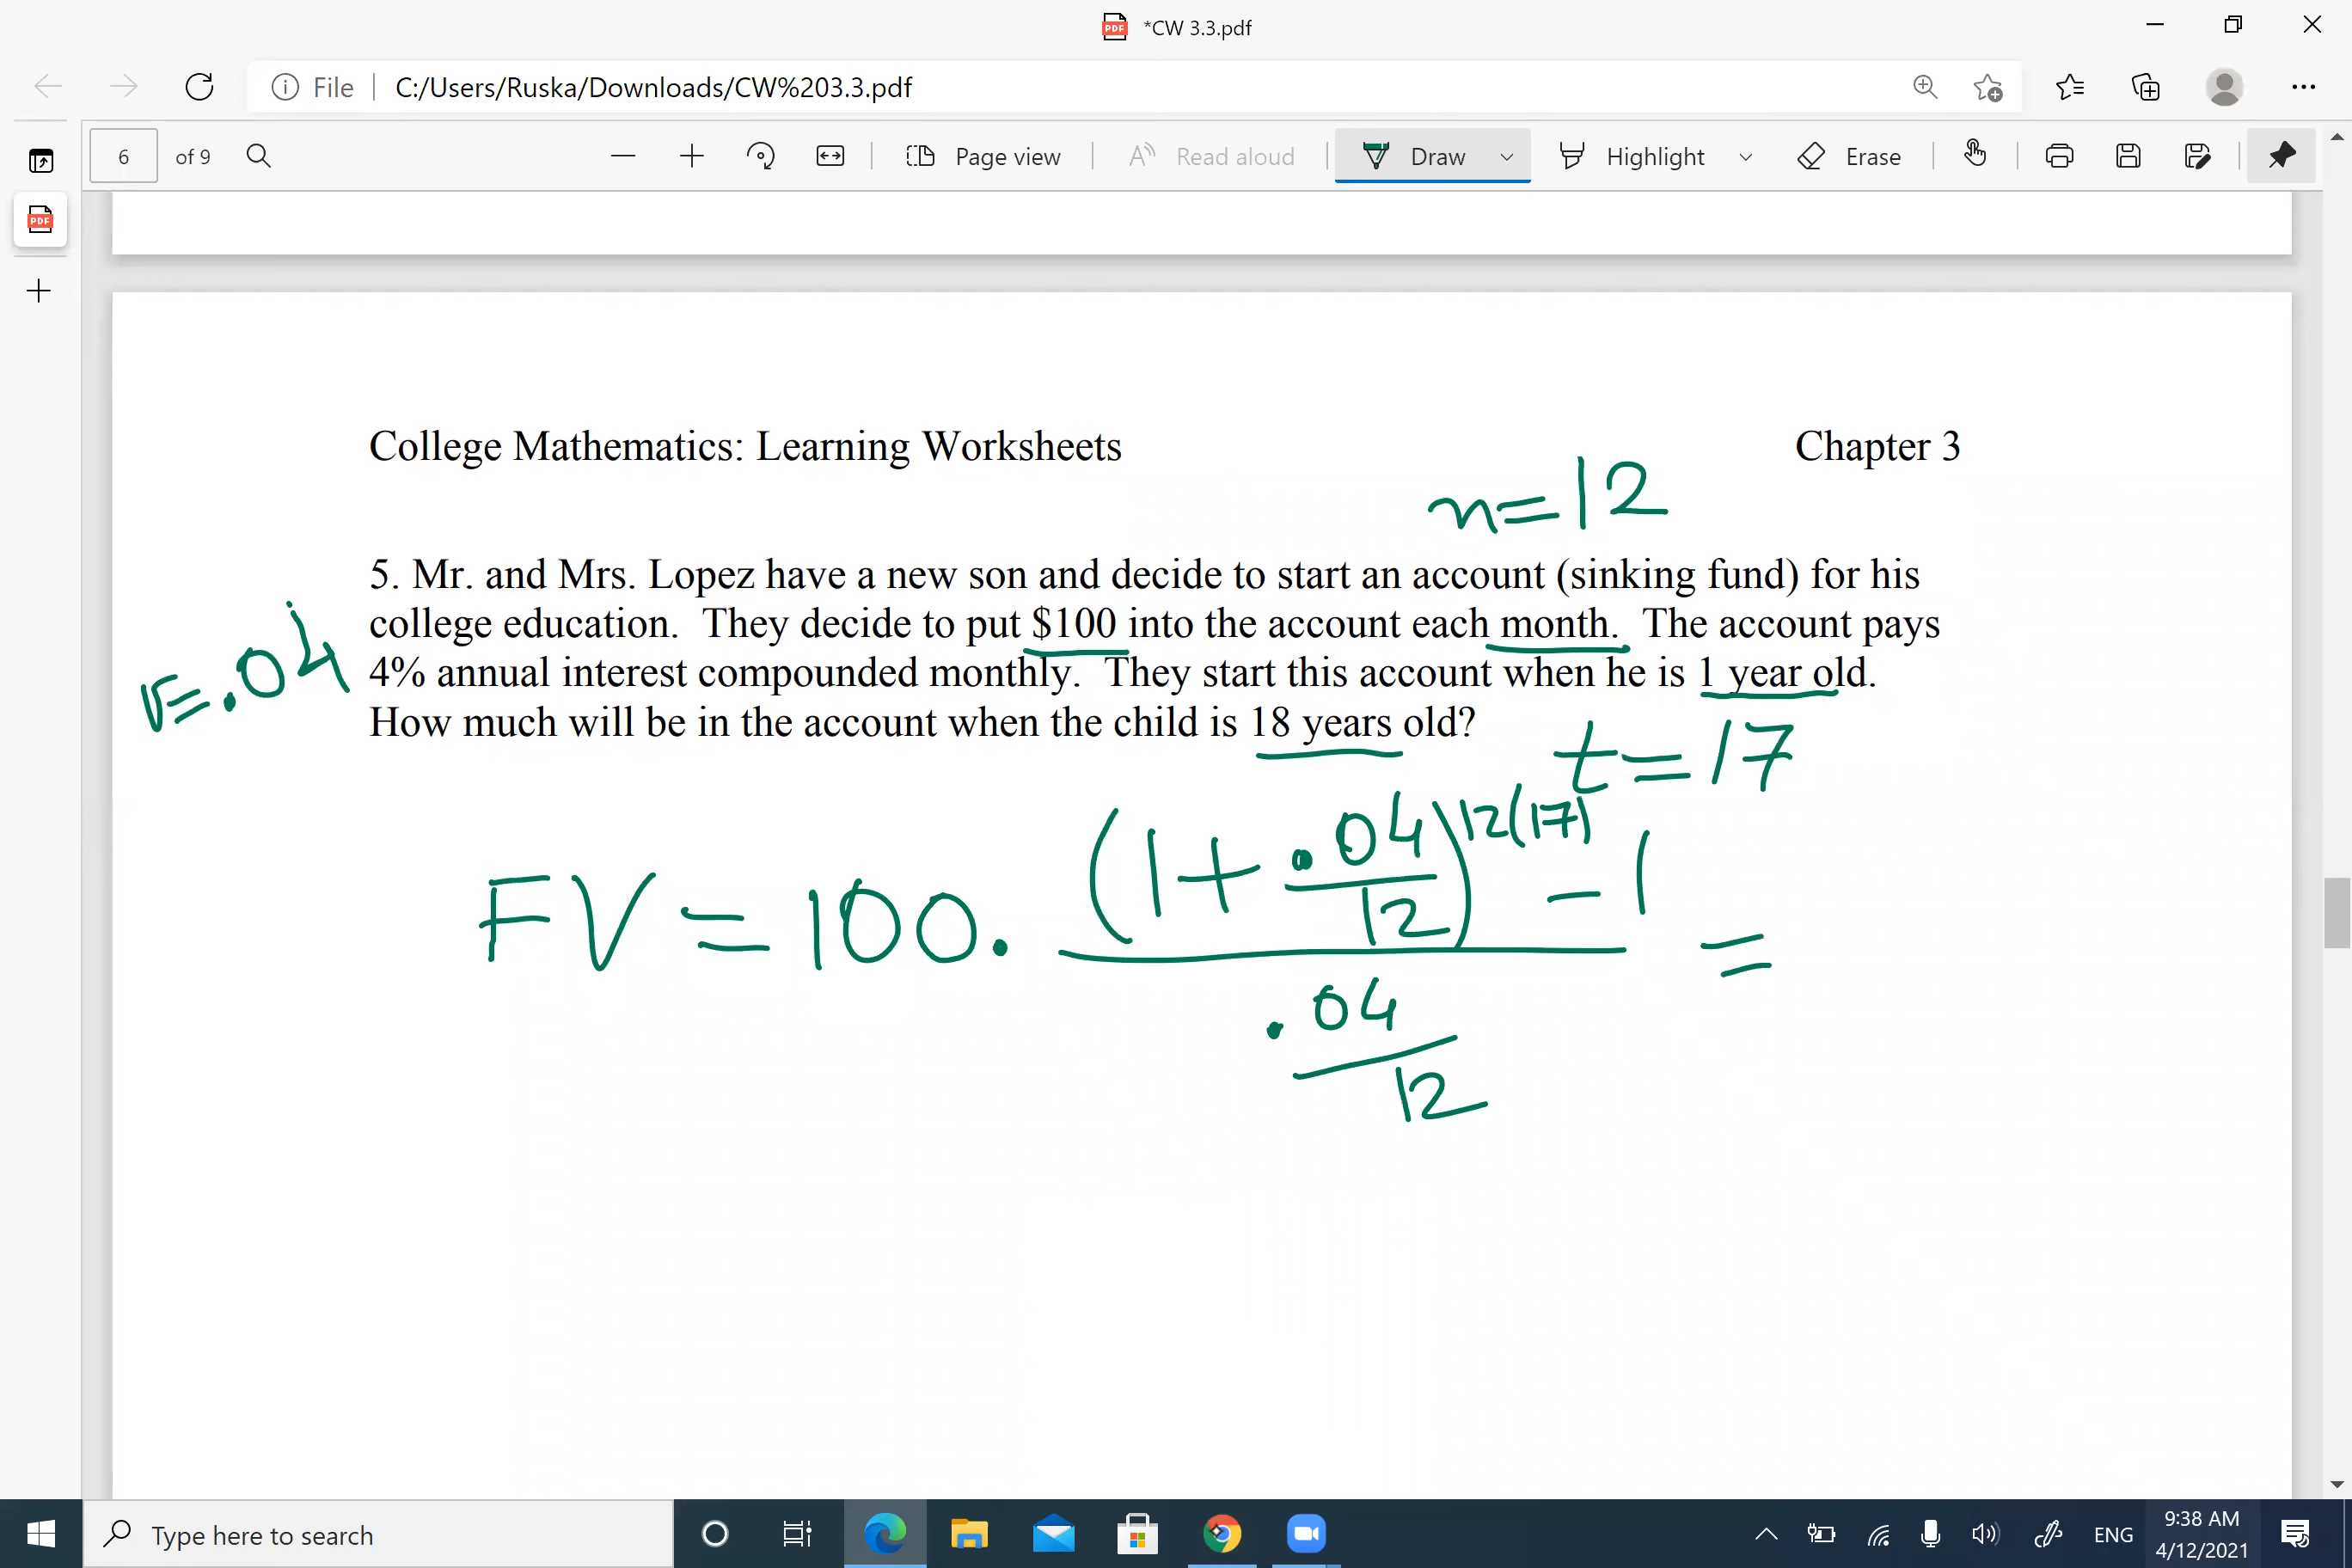 *CW 3.3.pdf
File C:/Users/Ruska/Downloads/CW%203.3.pdf
6 of 9 Page view Read aloud Draw Highlight Erase
College Mathematics: Learning Worksheets Chapter 3
n=12
5. Mr. and Mrs. Lopez have a new son and decide to start an account (sinking fund) for his
college education. They decide to put $100 into the account each month. The account pays
4% annual interest compounded monthly. They start this account when he is 1 year old.
How much will be in the account when the child is 18 years old?
r=.04
t=17
FV = 100 . (1+ .04/12)^12(17) - 1 =
.04
12
Type here to search
ENG
9:38 AM
4/12/2021